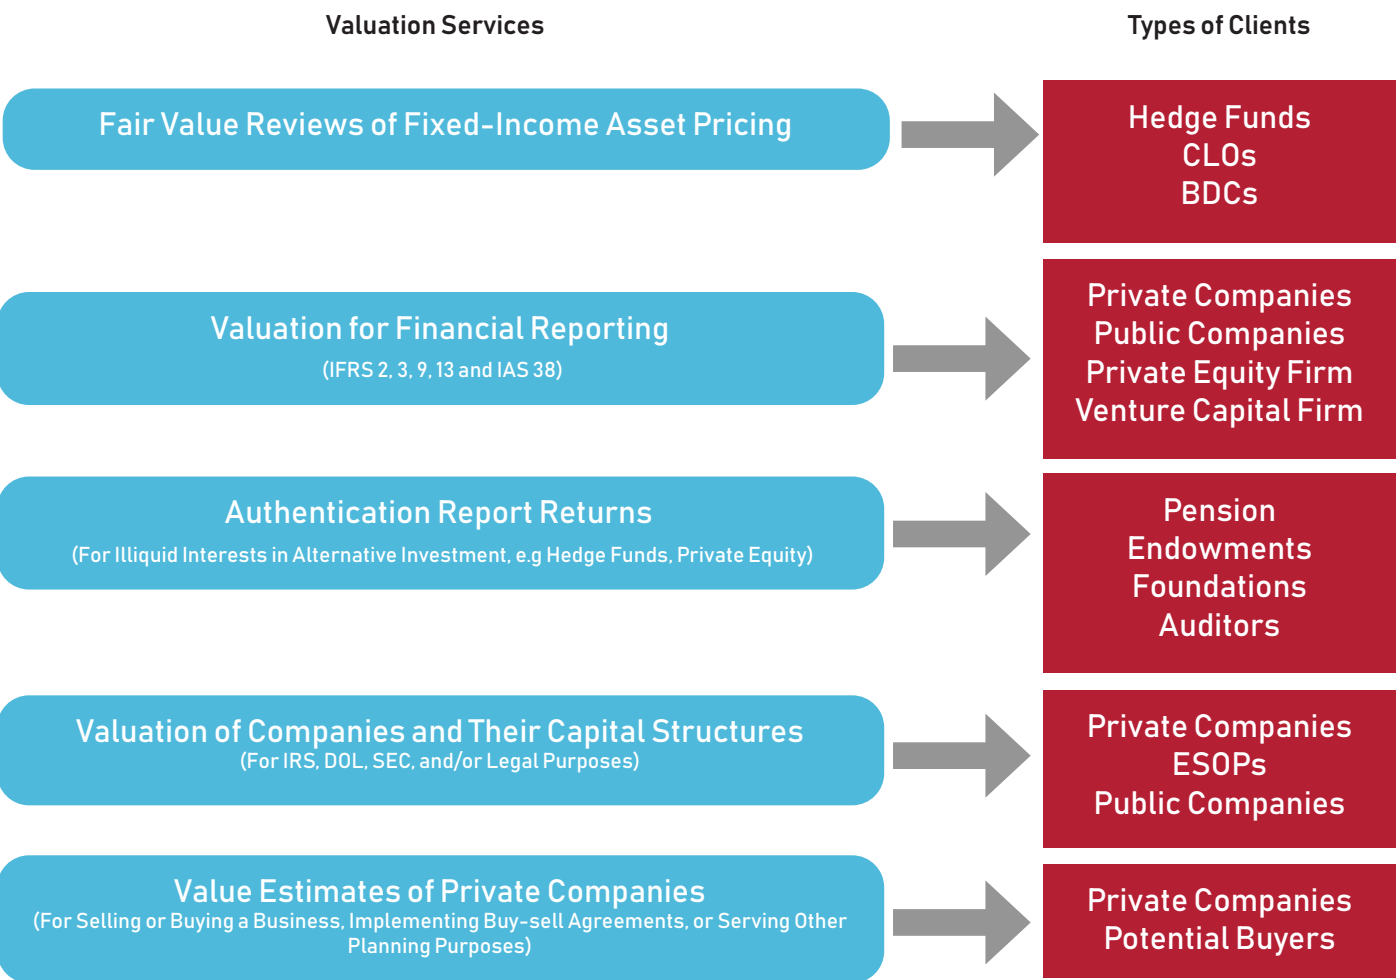 Valuation Services
Types of Clients
Fair Value Reviews of Fixed-Income Asset Pricing
Hedge Funds
CLOs
BDCs
Valuation for Financial Reporting
(IFRS 2, 3, 9, 13 and IAS 38)
Private Companies
Public Companies
Private Equity Firm
Venture Capital Firm
Authentication Report Returns
(For Illiquid Interests in Alternative Investment, e.g Hedge Funds, Private Equity)
Pension
Endowments
Foundations
Auditors
Valuation of Companies and Their Capital Structures
(For IRS, DOL, SEC, and/or Legal Purposes)
Private Companies
ESOPs
Public Companies
Value Estimates of Private Companies
(For Selling or Buying a Business, Implementing Buy-sell Agreements, or Serving Other
Planning Purposes)
Private Companies
Potential Buyers